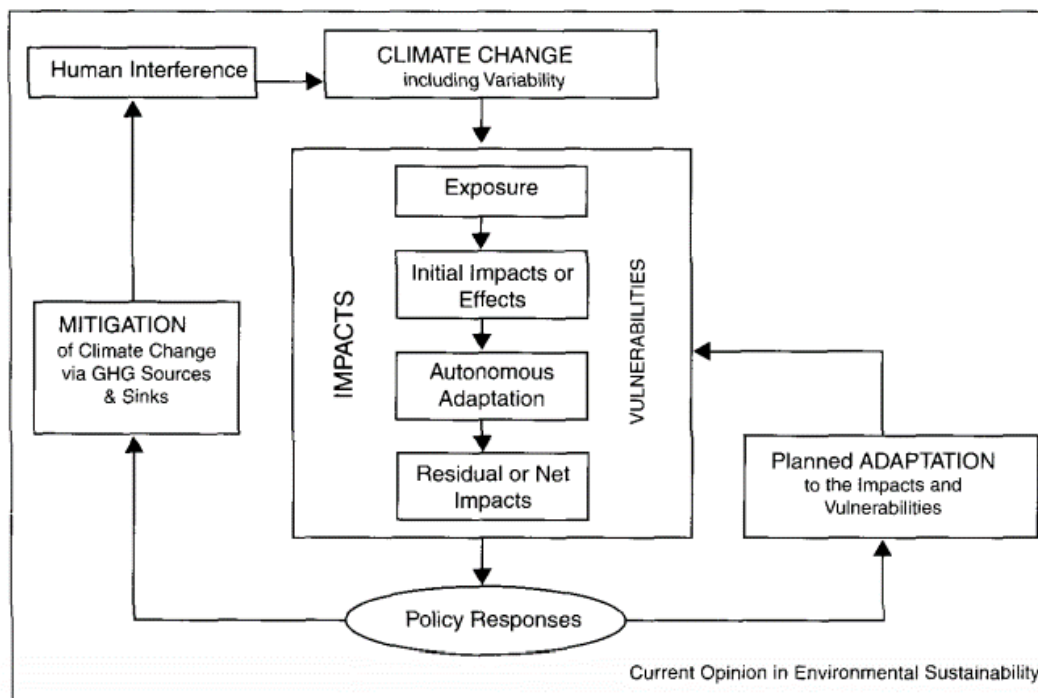 Human Interference
CLIMATE CHANGE
including Variability
Exposure
Initial Impacts or
Effects
Autonomous
Adaptation
Residual or Net
Impacts
IMPACTS
VULNERABILITIES
MITIGATION
of Climate Change
via GHG Sources
& Sinks
Planned ADAPTATION
to the Impacts and
Vulnerabilities
Policy Responses
Current Opinion in Environmental Sustainability